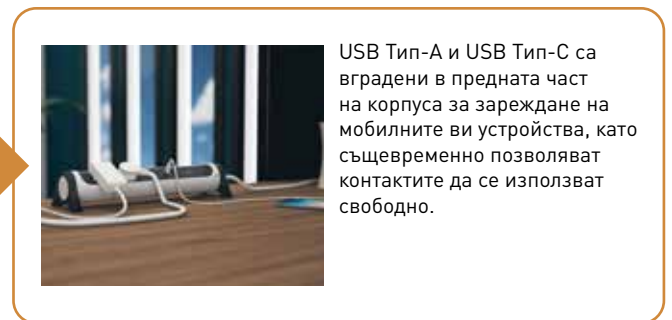 USB Тип-A и USB Тип-C са
вградени в предната част
на корпуса за зареждане на
мобилните ви устройства, като
същевременно позволяват
контактите да се използват
свободно.